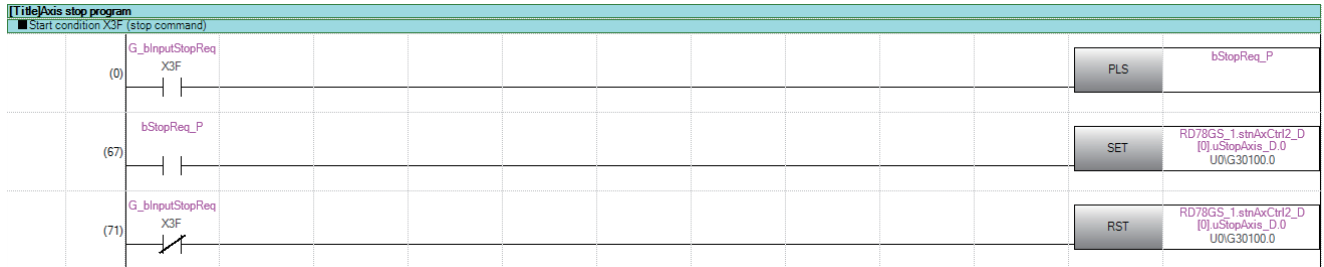 [Title]Axis stop program
■Start condition X3F (stop command)
G_bInputStopReq
X3F
(0)
PLS
bStopReq_P
bStopReq_P
(67)
SET
RD78GS_1.stnAxCtrl2_D
[0].uStopAxis_D.0
U0\G30100.0
G_bInputStopReq
X3F
(71)
RST
RD78GS_1.stnAxCtrl2_D
[0].uStopAxis_D.0
U0\G30100.0